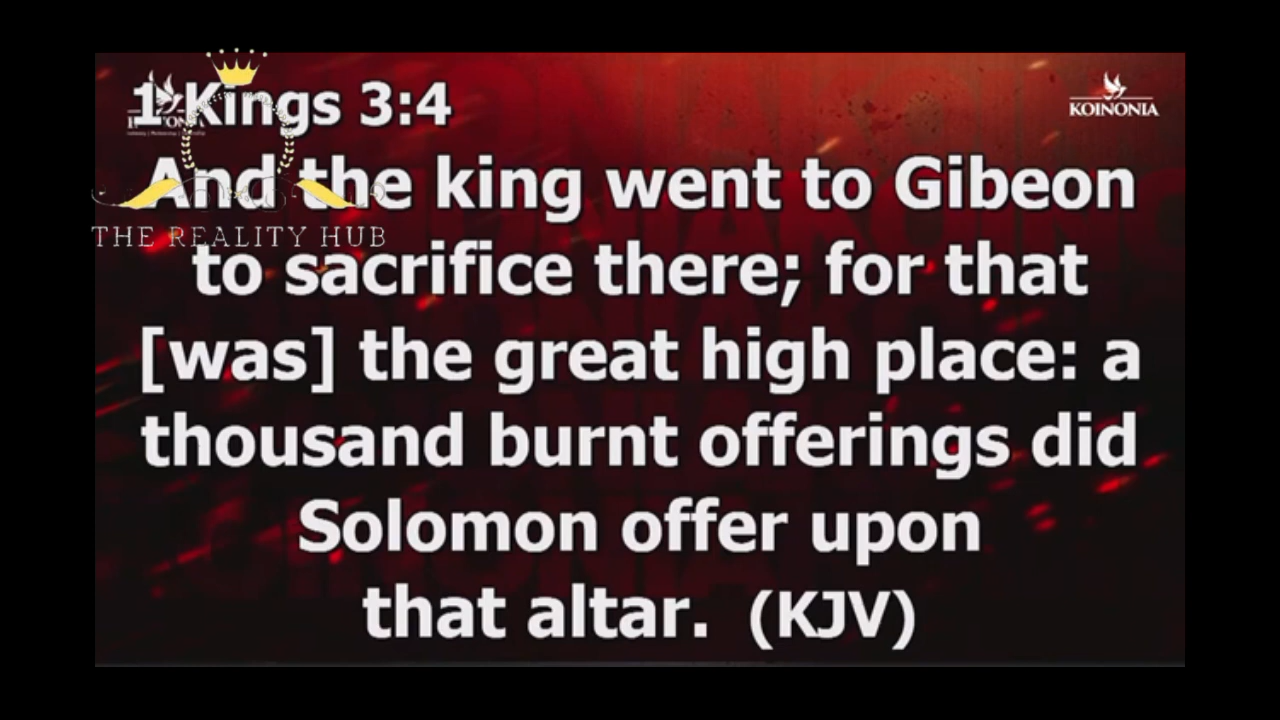 1 Kings 3:4
KOINONIA
And the king went to Gibeon
THE REALITY HUB
to sacrifice there; for that
[was] the great high place: a
thousand burnt offerings did
Solomon offer upon
that altar. (KJV)